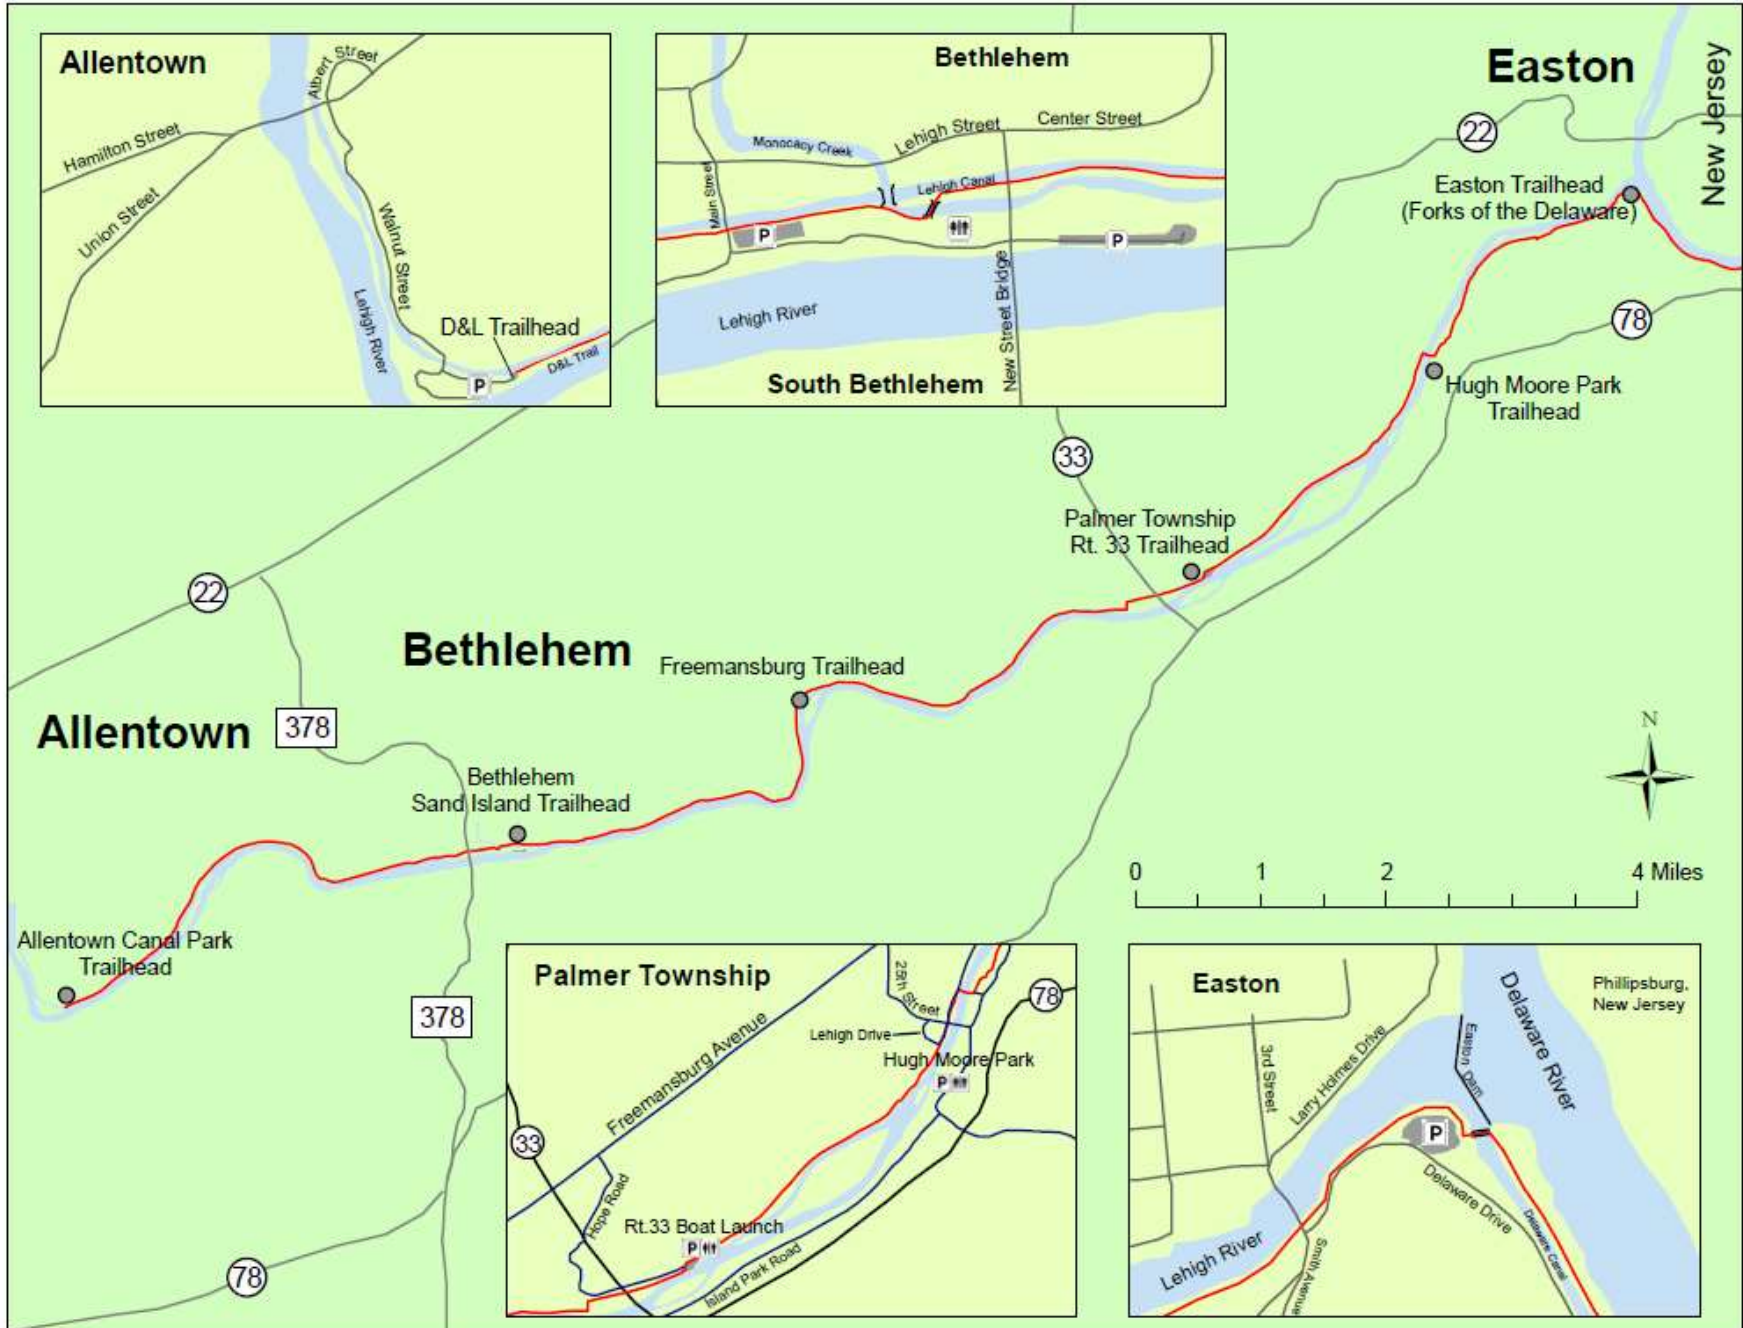 Allentown
Albert Street
Hamilton Street
Union Street
Walnut Street
Lehigh River
D&L Trailhead
D&L Trail
P
Bethlehem
Center Street
Lehigh Street
Monocacy Creek
Lehigh Canal
Main Street
P
P
New Street Bridge
Lehigh River
South Bethlehem
Easton
New Jersey
22
Easton Trailhead
(Forks of the Delaware)
78
Hugh Moore Park
Trailhead
33
Palmer Township
Rt. 33 Trailhead
22
Bethlehem
Freemansburg Trailhead
Allentown
378
N
Bethlehem
Sand Island Trailhead
0
1
2
4 Miles
Allentown Canal Park
Trailhead
378
78
Palmer Township
25th Street
78
Lehigh Drive
Freemansburg Avenue
Hugh Moore Park
P
33
Hope Road
Rt.33 Boat Launch
P
Island Park Road
Easton
Phillipsburg,
New Jersey
Delaware River
Easton Dam
3rd Street
Larry Holmes Drive
P
Delaware Drive
Delaware Canal
Lehigh River
Smith Avenue